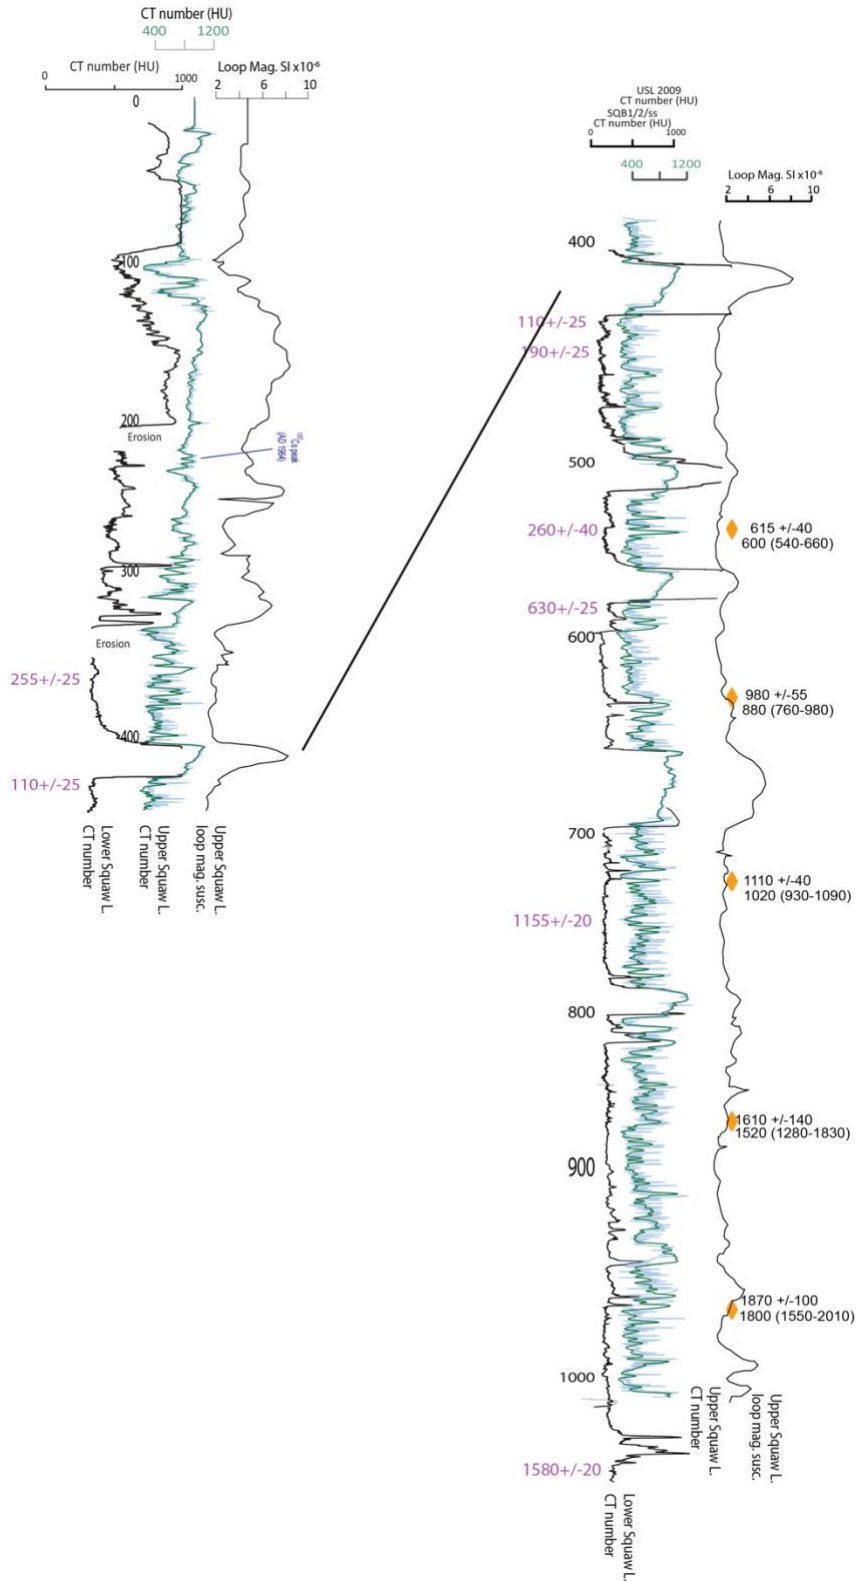 CT number (HU)
400 1200
CT number (HU)
0 1000
Loop Mag. SI x10⁻⁶
2 6 10
0
100
200
Erosion
¹³⁷Cs peak
(AD 1964)
300
Erosion
255+/-25
400
110+/-25
Lower Squaw L.
CT number
Upper Squaw L.
CT number
Upper Squaw L.
loop mag. susc.
USL 2009
CT number (HU)
SQB1/2/ss
CT number (HU)
0 1000
400 1200
Loop Mag. SI x10⁻⁶
2 6 10
400
110+/-25
190+/-25
500
260+/-40
615 +/-40
600 (540-660)
630+/-25
600
980 +/-55
880 (760-980)
700
1110 +/-40
1020 (930-1090)
1155+/-20
800
1610 +/-140
1520 (1280-1830)
900
1870 +/-100
1800 (1550-2010)
1000
Upper Squaw L.
CT number
Upper Squaw L.
loop mag. susc.
1580+/-20
Lower Squaw L.
CT number